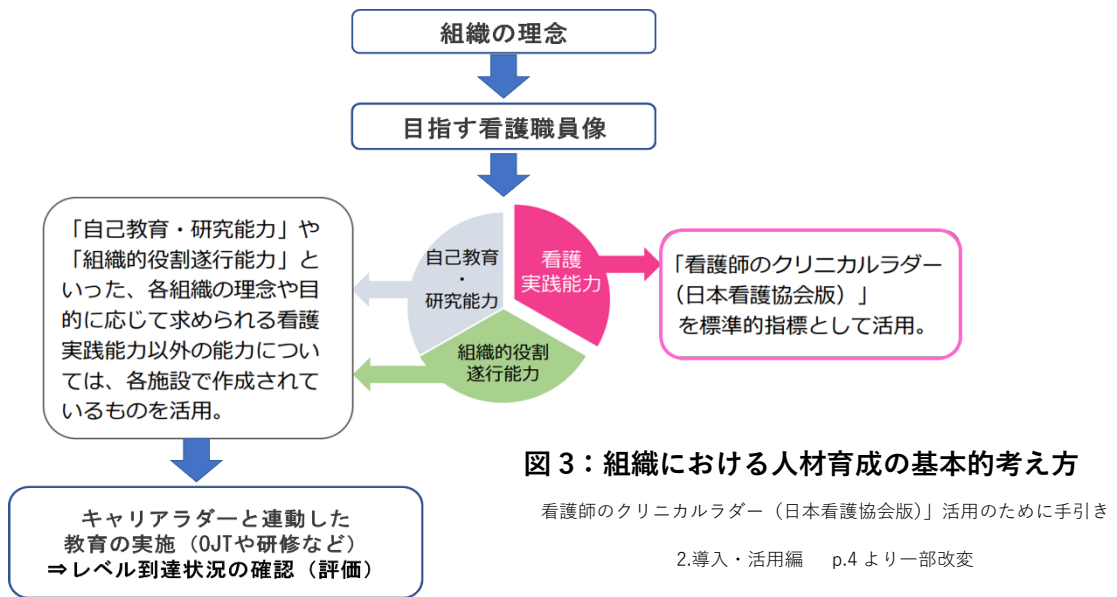 組織の理念
目指す看護職員像
「自己教育・研究能力」や
「組織的役割遂行能力」と
いった、各組織の理念や目
的に応じて求められる看護
実践能力以外の能力につい
ては、各施設で作成されて
いるものを活用。
自己教育
・
研究能力
看護
実践能力
組織的役割
遂行能力
「看護師のクリニカルラダー
（日本看護協会版）」
を標準的指標として活用。
キャリアラダーと連動した
教育の実施（OJTや研修など）
⇒レベル到達状況の確認（評価）
図3：組織における人材育成の基本的考え方
看護師のクリニカルラダー（日本看護協会版）」活用のために手引き
2.導入・活用編　p.4 より一部改変